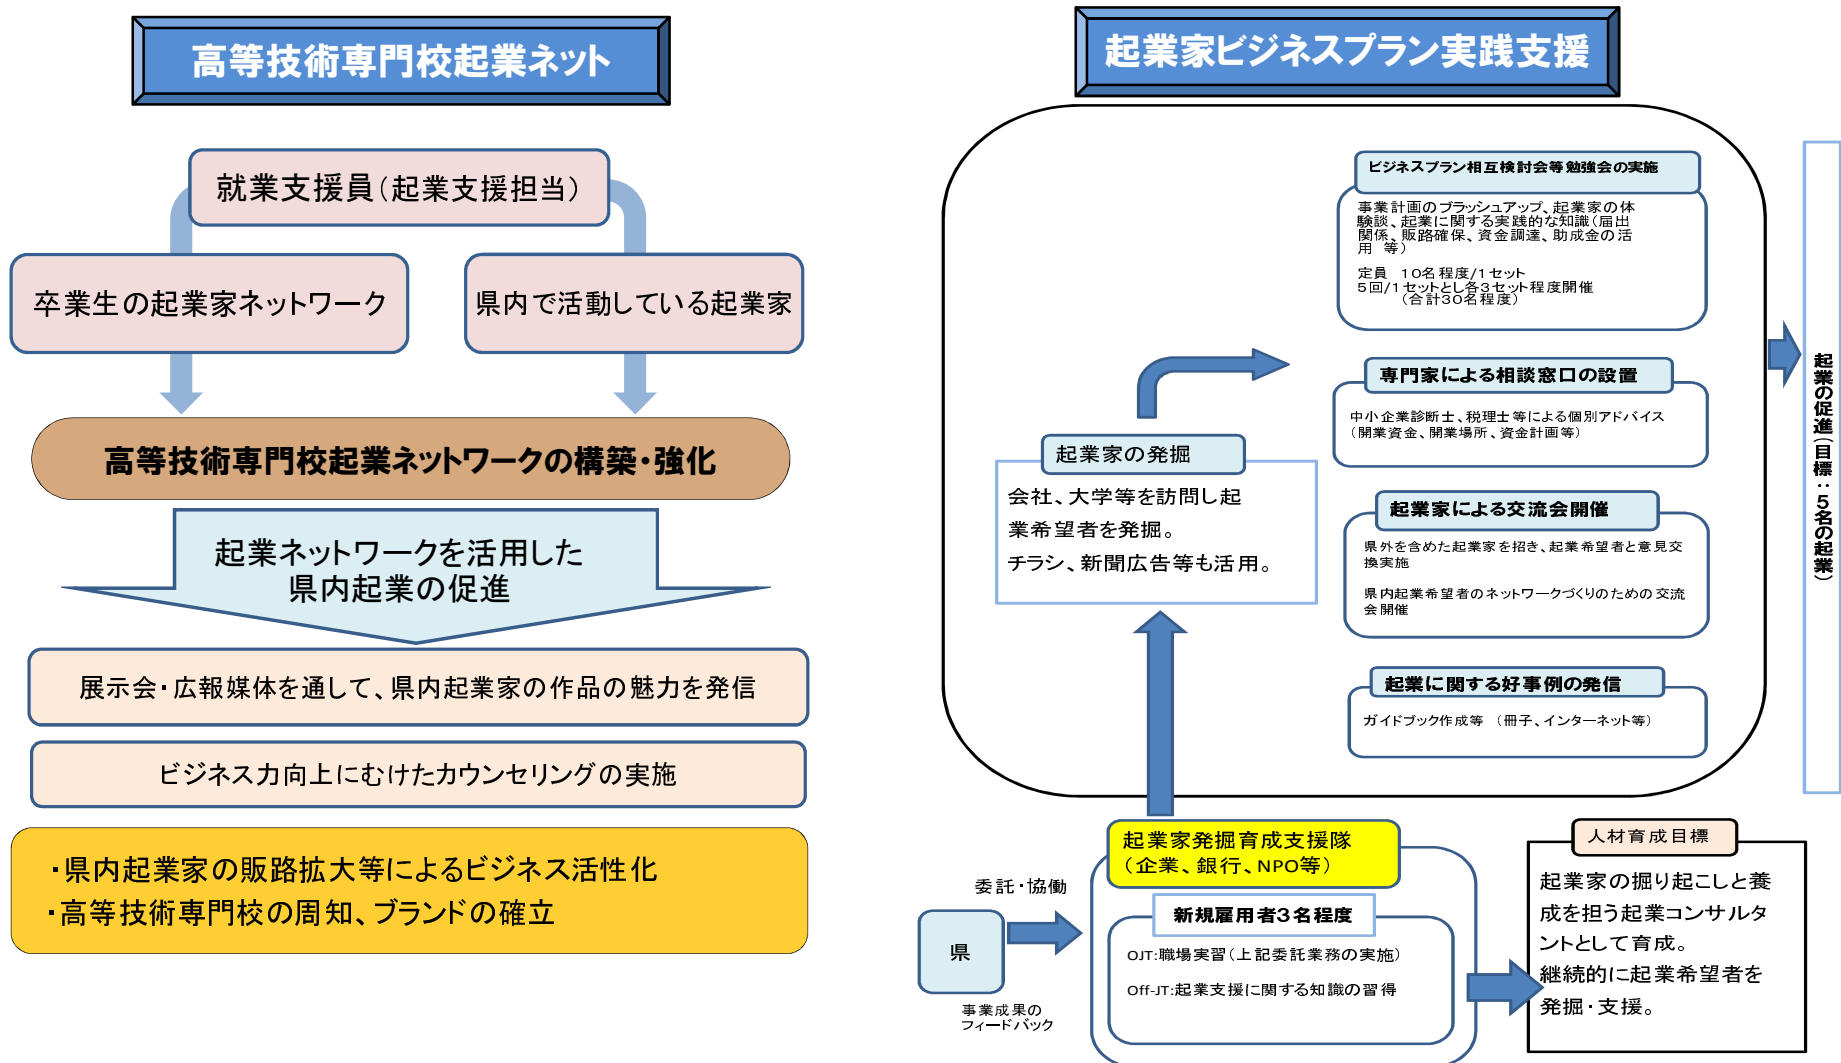 高等技術専門校起業ネット
就業支援員（起業支援担当）
卒業生の起業家ネットワーク
県内で活動している起業家
高等技術専門校起業ネットワークの構築・強化
起業ネットワークを活用した
県内起業の促進
展示会・広報媒体を通して、県内起業家の作品の魅力を発信
ビジネス力向上にむけたカウンセリングの実施
・県内起業家の販路拡大等によるビジネス活性化
・高等技術専門校の周知、ブランドの確立
起業家ビジネスプラン実践支援
ビジネスプラン相互検討会等勉強会の実施
事業計画のブラッシュアップ、起業家の体
験談、起業に関する実践的な知識（届出
関係、販路確保、資金調達、助成金の活
用　等）
定員　１０名程度/１セット
５回/１セットとし各３セット程度開催
（合計３０名程度）
専門家による相談窓口の設置
中小企業診断士、税理士等による個別アドバイス
（開業資金、開業場所、資金計画等）
起業家の発掘
会社、大学等を訪問し起
業希望者を発掘。
チラシ、新聞広告等も活用。
起業家による交流会開催
県外を含めた起業家を招き、起業希望者と意見交
換実施
県内起業希望者のネットワークづくりのための交流
会開催
起業に関する好事例の発信
ガイドブック作成等　（冊子、インターネット等）
起業の促進（目標：５名の起業）
起業家発掘育成支援隊
（企業、銀行、NPO等）
委託・協働
県
事業成果の
フィードバック
新規雇用者３名程度
OJT:職場実習（上記委託業務の実施）
Off-JT:起業支援に関する知識の習得
人材育成目標
起業家の掘り起こしと養
成を担う起業コンサルタ
ントとして育成。
継続的に起業希望者を
発掘・支援。